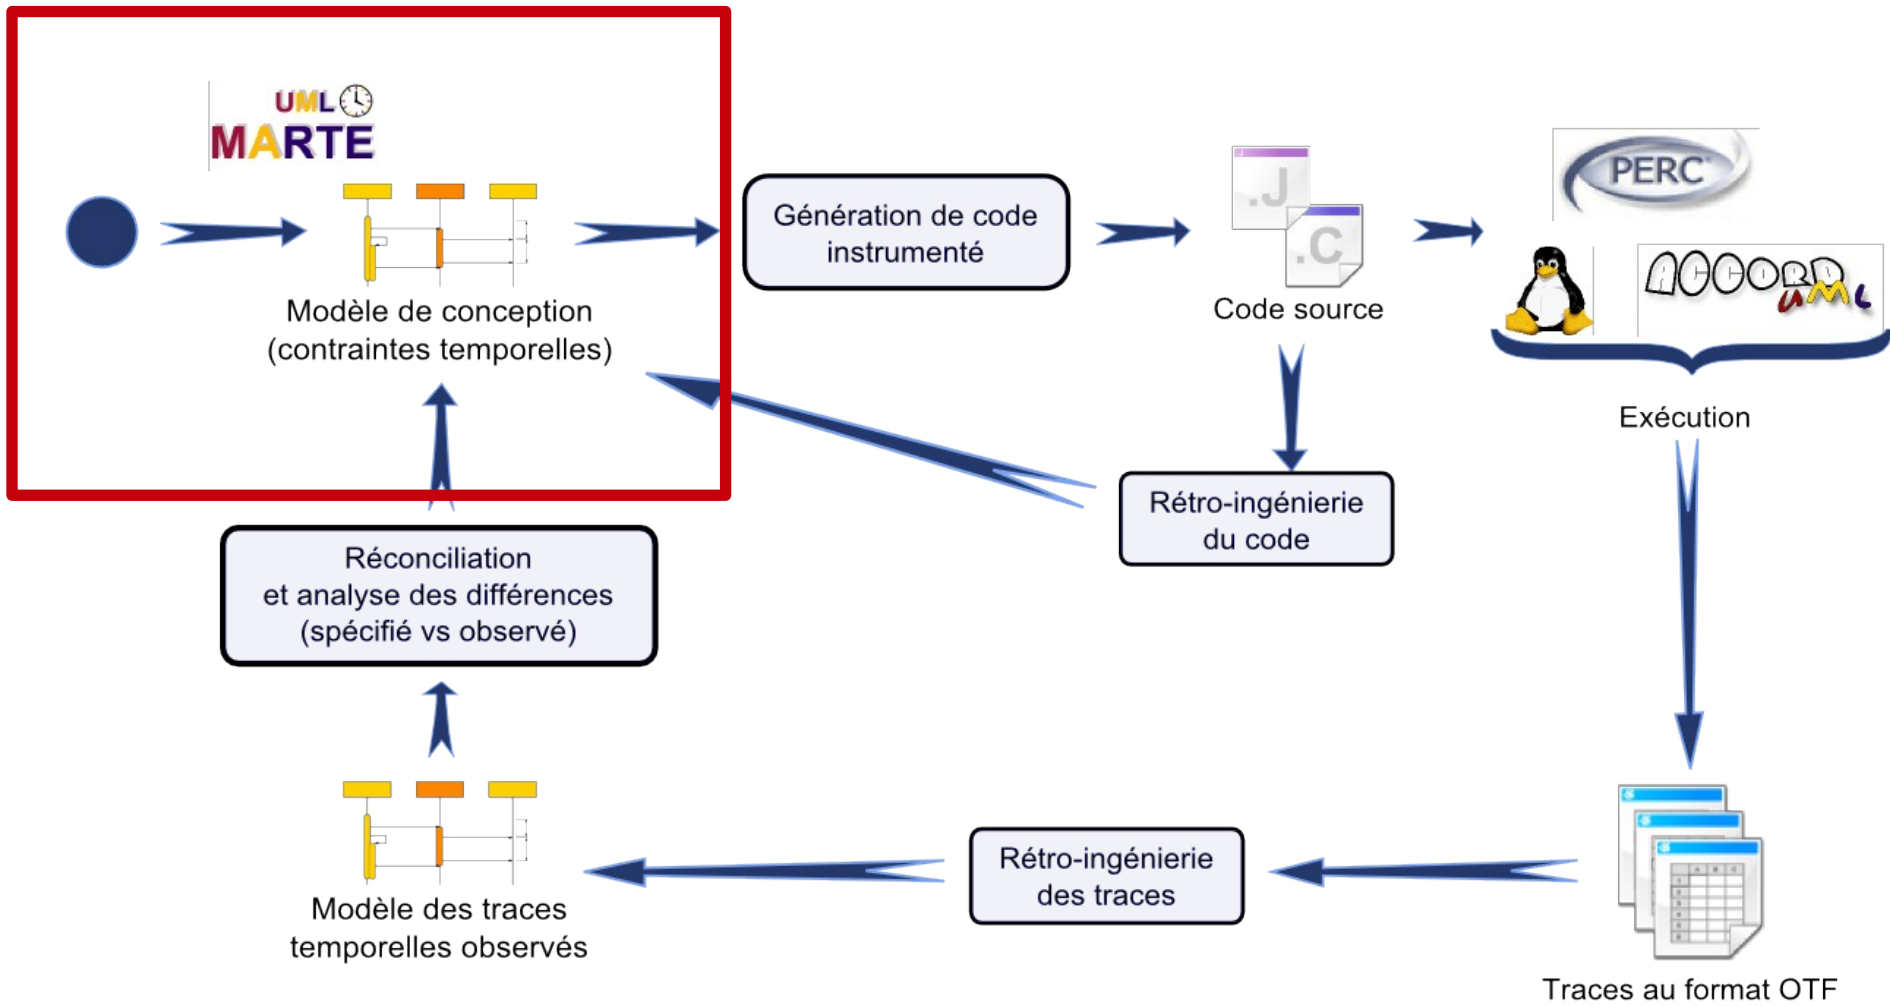 UML
MARTE
Modèle de conception
(contraintes temporelles)
Génération de code
instrumenté
.J
.C
Code source
PERC
ACCORD
UML
Exécution
Rétro-ingénierie
du code
Réconciliation
et analyse des différences
(spécifié vs observé)
Modèle des traces
temporelles observés
Rétro-ingénierie
des traces
Traces au format OTF